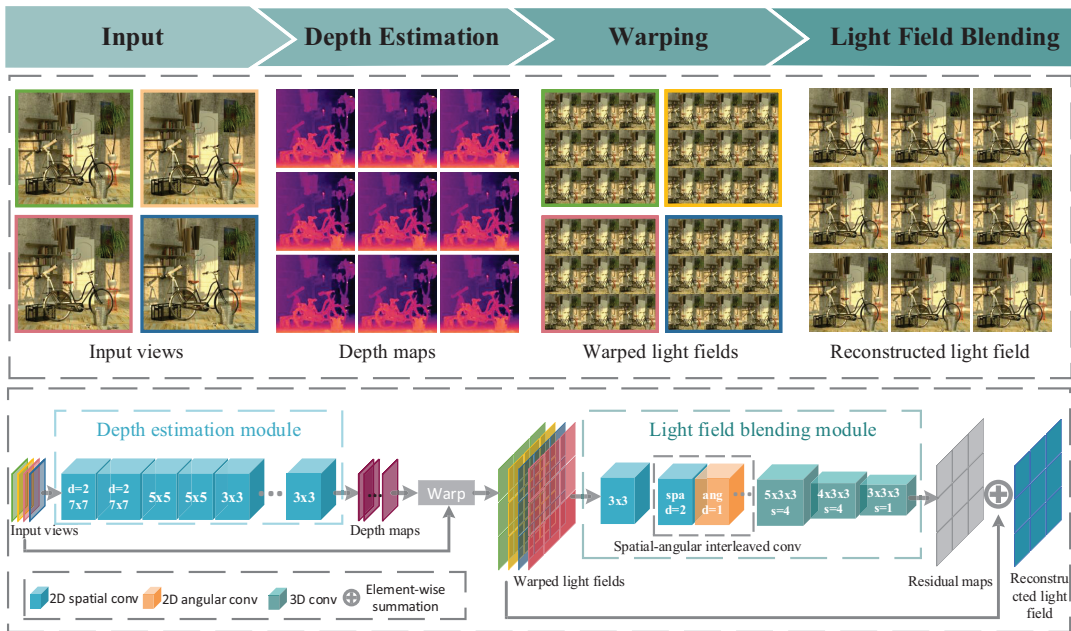 Input
Depth Estimation
Warping
Light Field Blending
Input views
Depth maps
Warped light fields
Reconstructed light field
Depth estimation module
Light field blending module
d=2
7x7
d=2
7x7
5x5
5x5
3x3
...
3x3
...
Warp
3x3
spa
d=2
ang
d=1
...
5x3x3
s=4
4x3x3
s=4
3x3x3
s=1
Input views
Depth maps
Spatial-angular interleaved conv
Warped light fields
Residual maps
Reconstru
cted light
field
2D spatial conv
2D angular conv
3D conv
Element-wise
summation